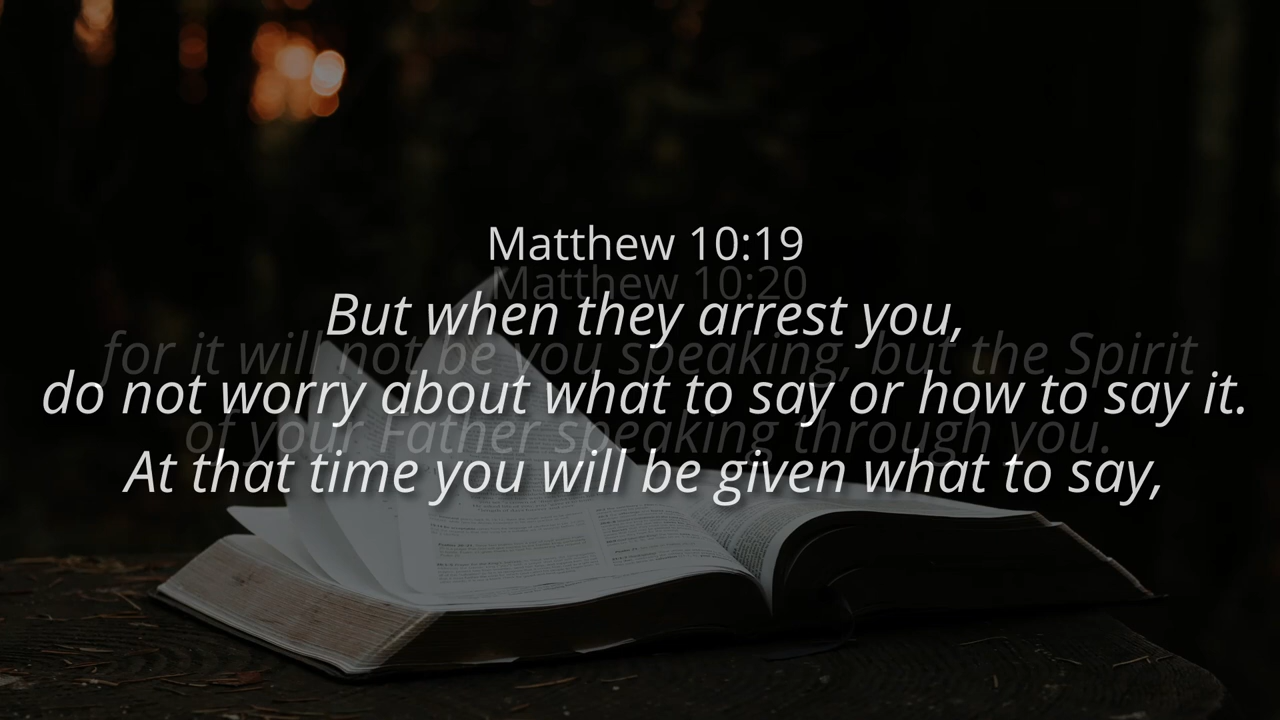 Matthew 10:19
Matthew 10:20
But when they arrest you,
for it will not be you speaking, but the Spirit
do not worry about what to say or how to say it.
of your Father speaking through you.
At that time you will be given what to say,